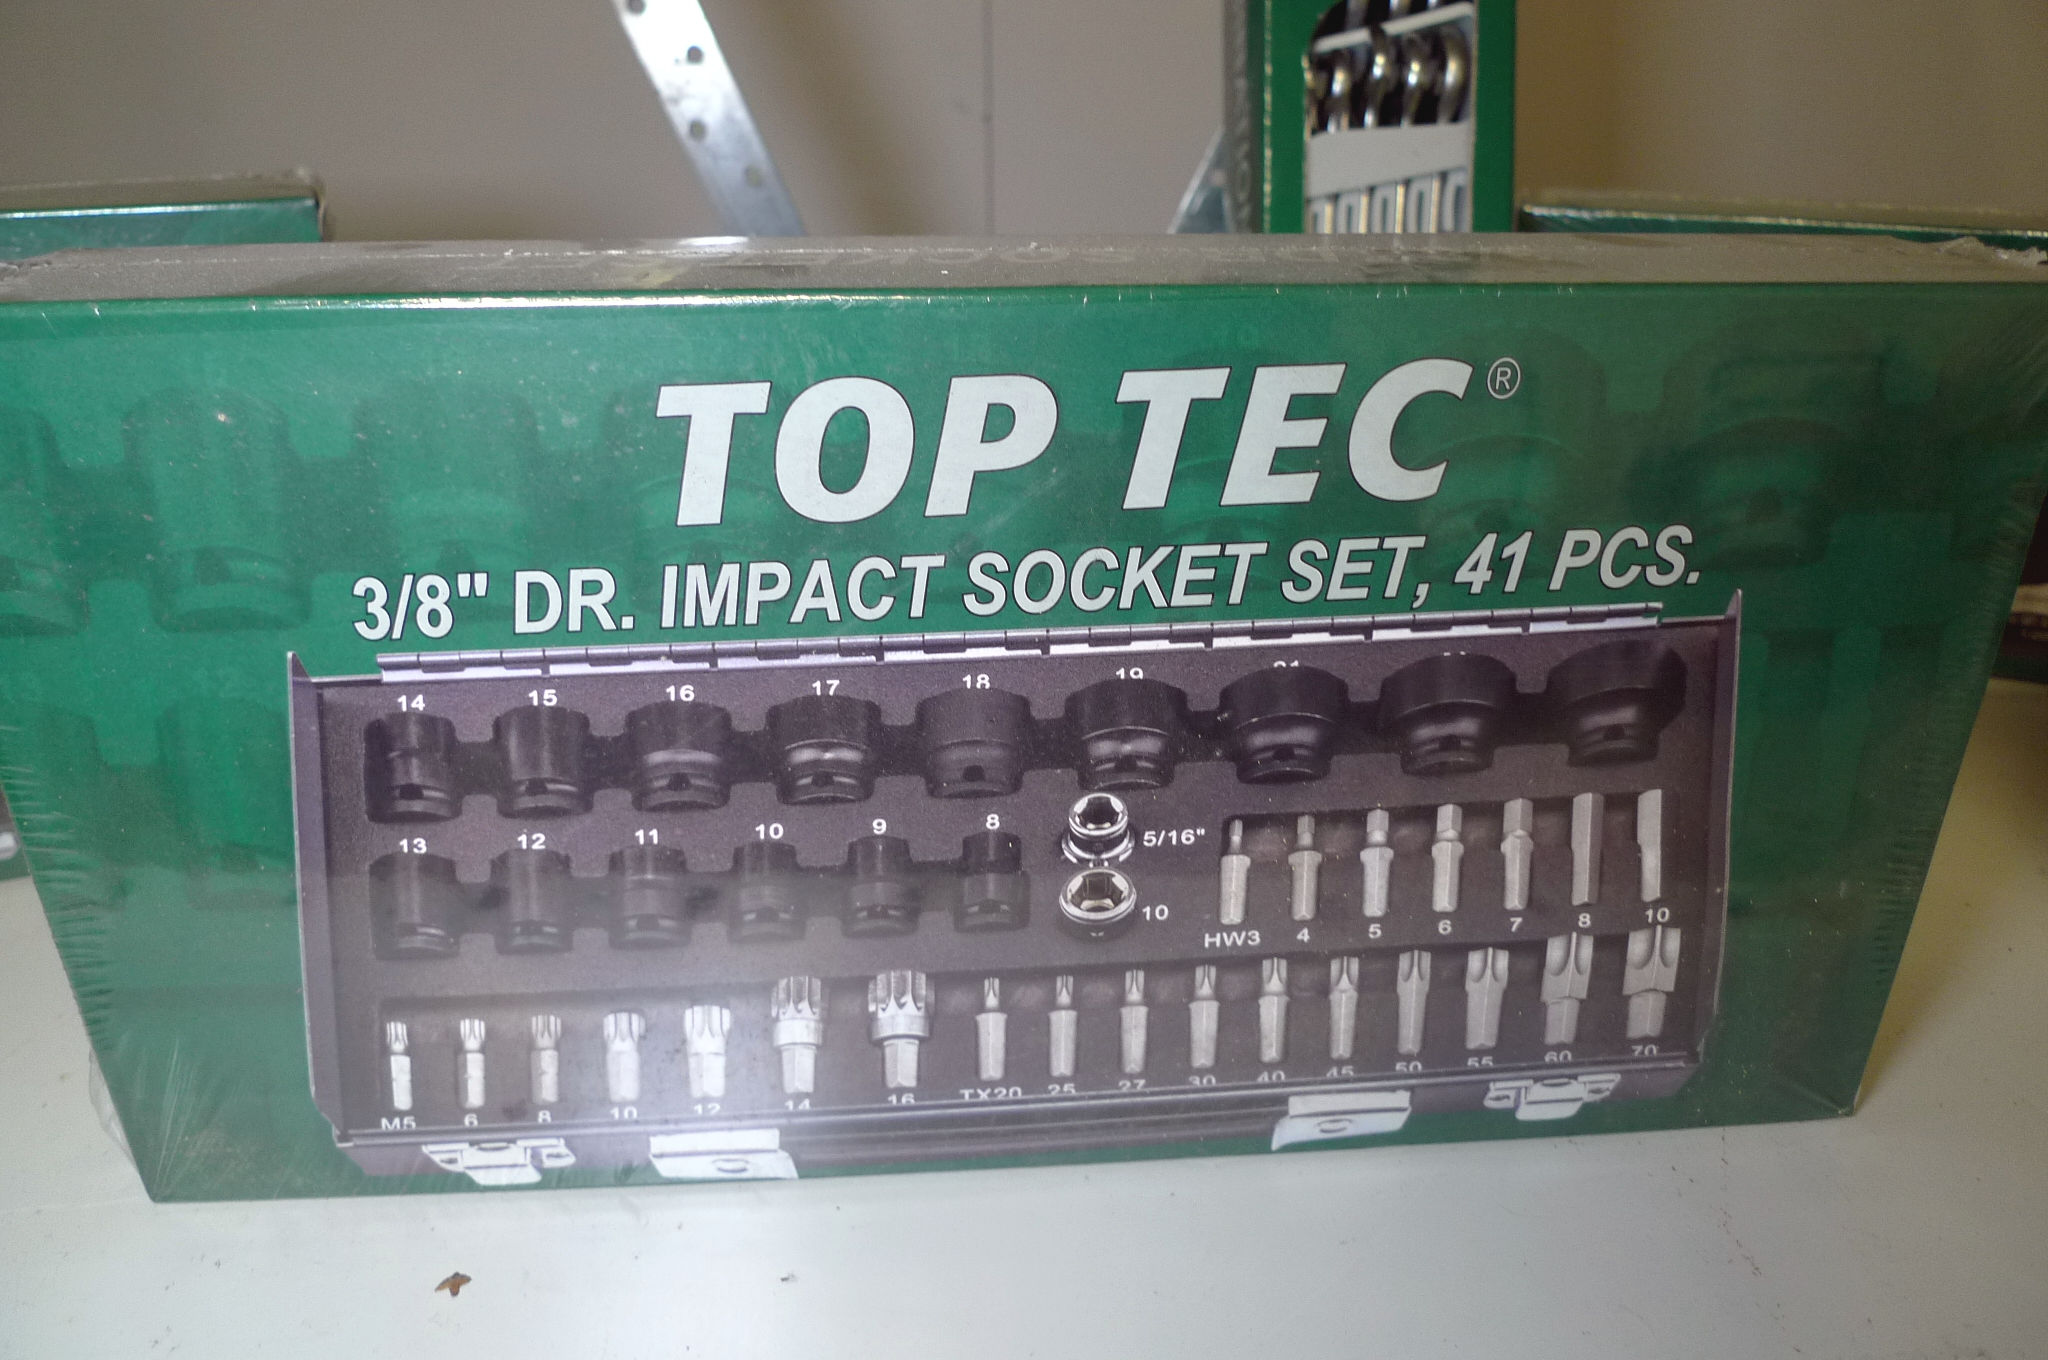 TOP TEC®
3/8" DR. IMPACT SOCKET SET, 41 PCS.
14 15 16 17 18 19 21
13 12 11 10 9 8 5/16"
10
HW3 4 5 6 7 8 10
M5 6 8 10 12 14 16 TX20 25 27 30 40 45 50 55 60 70